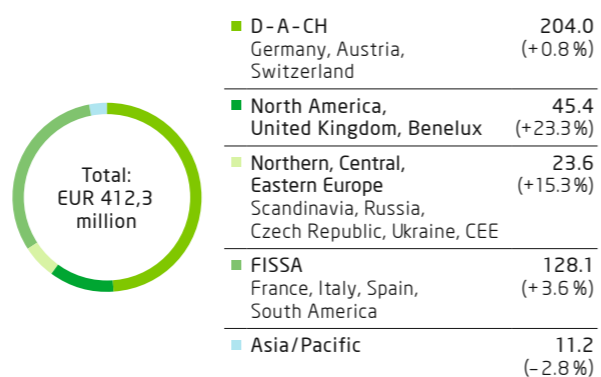 Total:
EUR 412,3
million
D-A-CH 204.0
Germany, Austria, (+0.8 %)
Switzerland
North America, 45.4
United Kingdom, Benelux (+23.3 %)
Northern, Central, 23.6
Eastern Europe (+15.3 %)
Scandinavia, Russia,
Czech Republic, Ukraine, CEE
FISSA 128.1
France, Italy, Spain, (+3.6 %)
South America
Asia/Pacific 11.2
(–2.8 %)